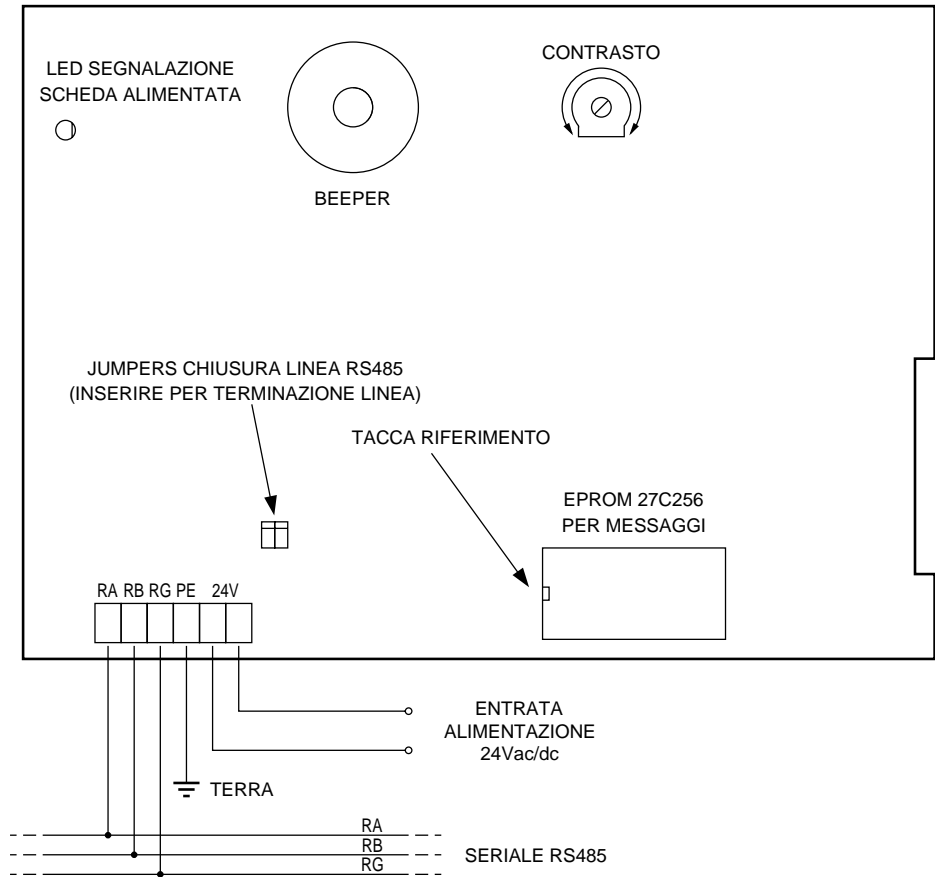 LED SEGNALAZIONE
SCHEDA ALIMENTATA
CONTRASTO
BEEPER
JUMPERS CHIUSURA LINEA RS485
(INSERIRE PER TERMINAZIONE LINEA)
TACCA RIFERIMENTO
EPROM 27C256
PER MESSAGGI
RA RB RG PE 24V
ENTRATA
ALIMENTAZIONE
24Vac/dc
TERRA
RA
RB
RG
SERIALE RS485